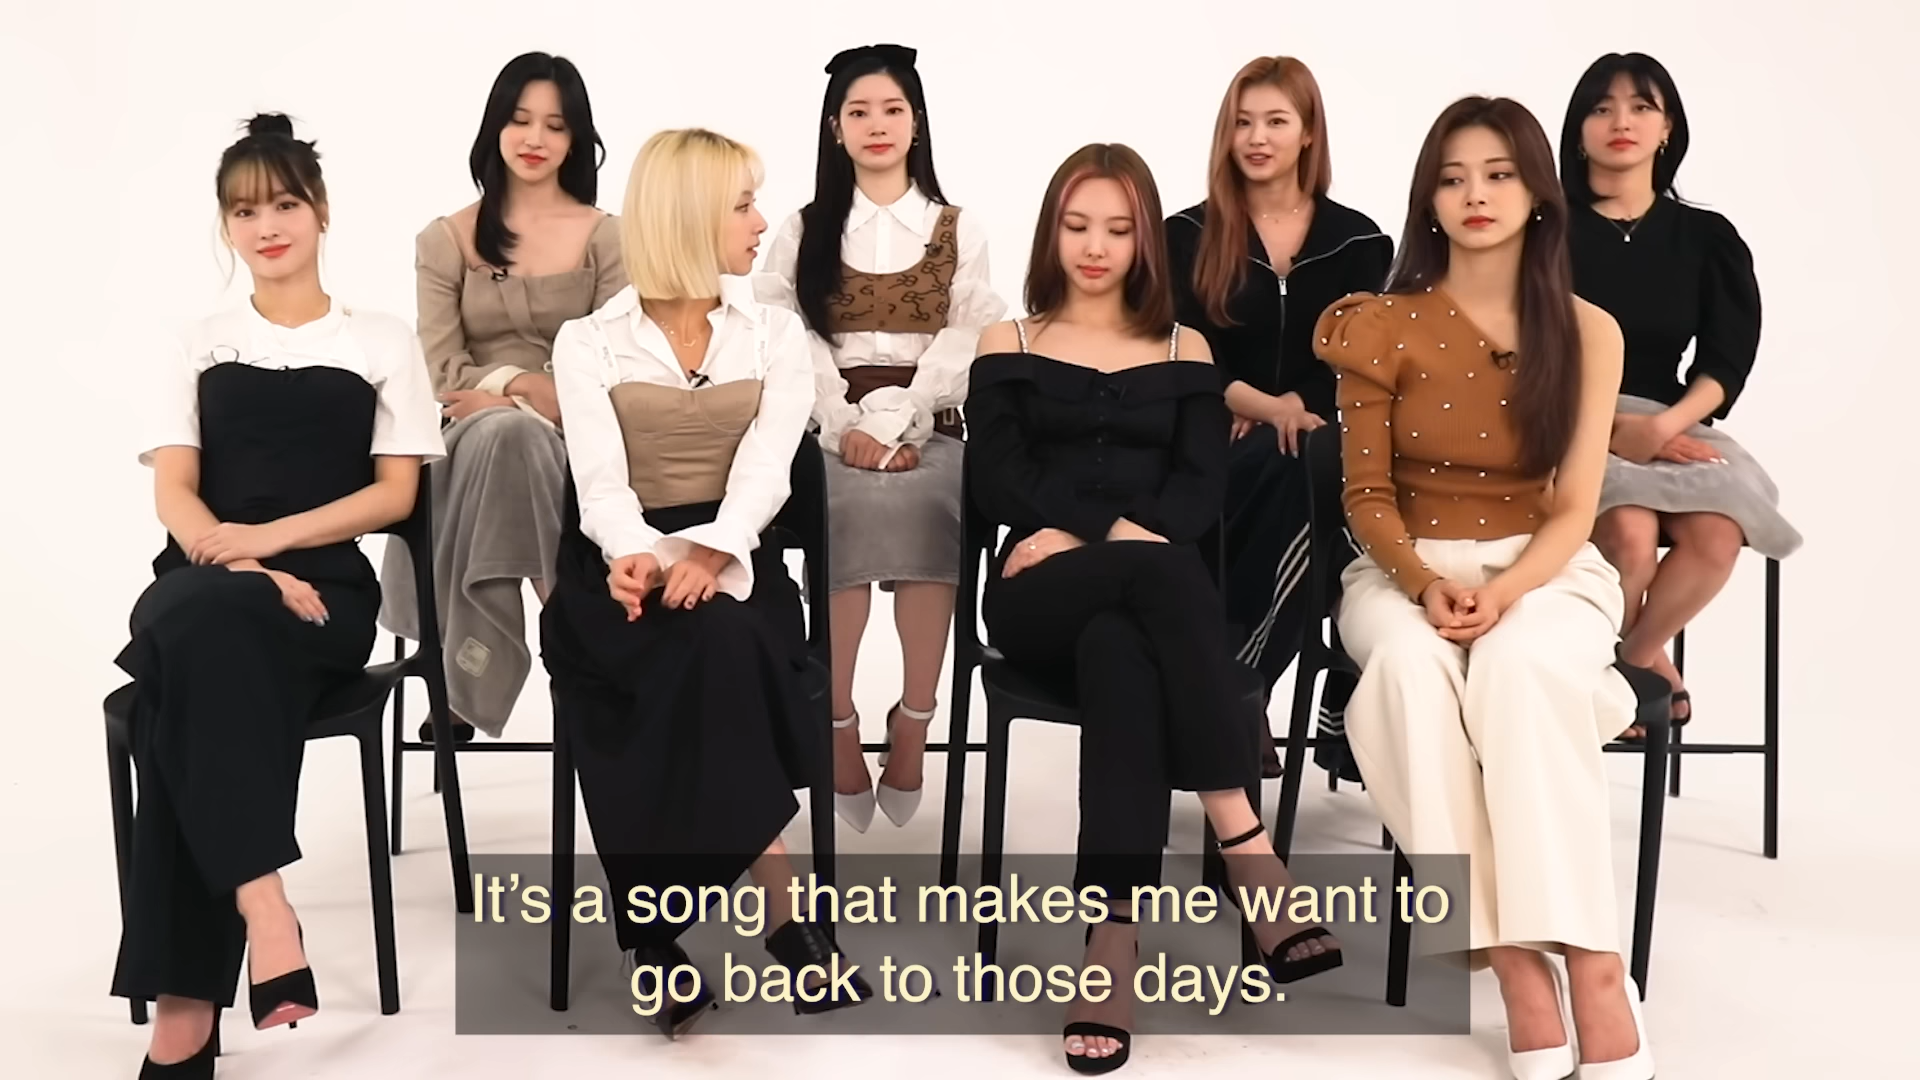 It’s a song that makes me want to
go back to those days.